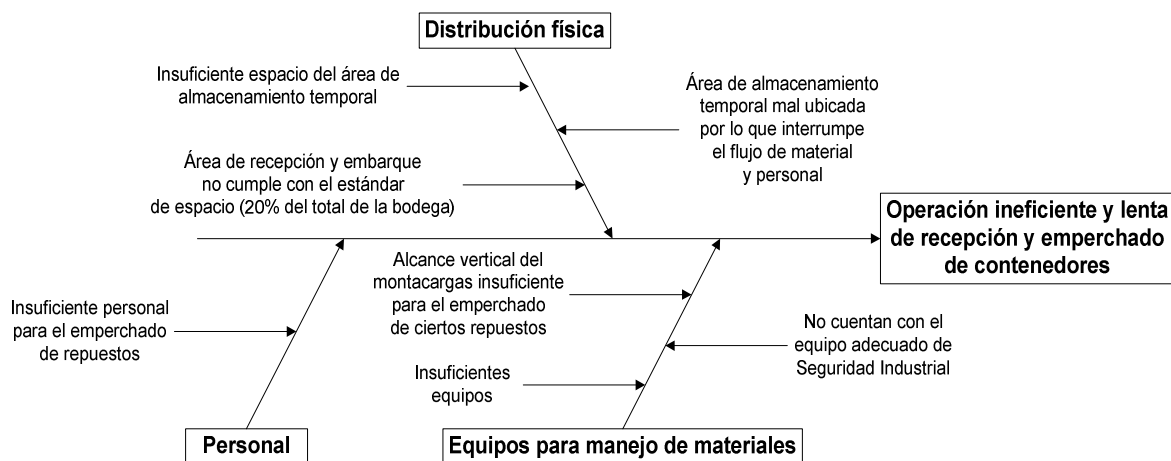 Distribución física
Insuficiente espacio del área de
almacenamiento temporal
Área de almacenamiento
temporal mal ubicada
por lo que interrumpe
el flujo de material
y personal
Área de recepción y embarque
no cumple con el estándar
de espacio (20% del total de la bodega)
Operación ineficiente y lenta
de recepción y emperchado
de contenedores
Alcance vertical del
montacargas insuficiente
para el emperchado
de ciertos repuestos
Insuficiente personal
para el emperchado
de repuestos
No cuentan con el
equipo adecuado de
Seguridad Industrial
Insuficientes
equipos
Personal
Equipos para manejo de materiales